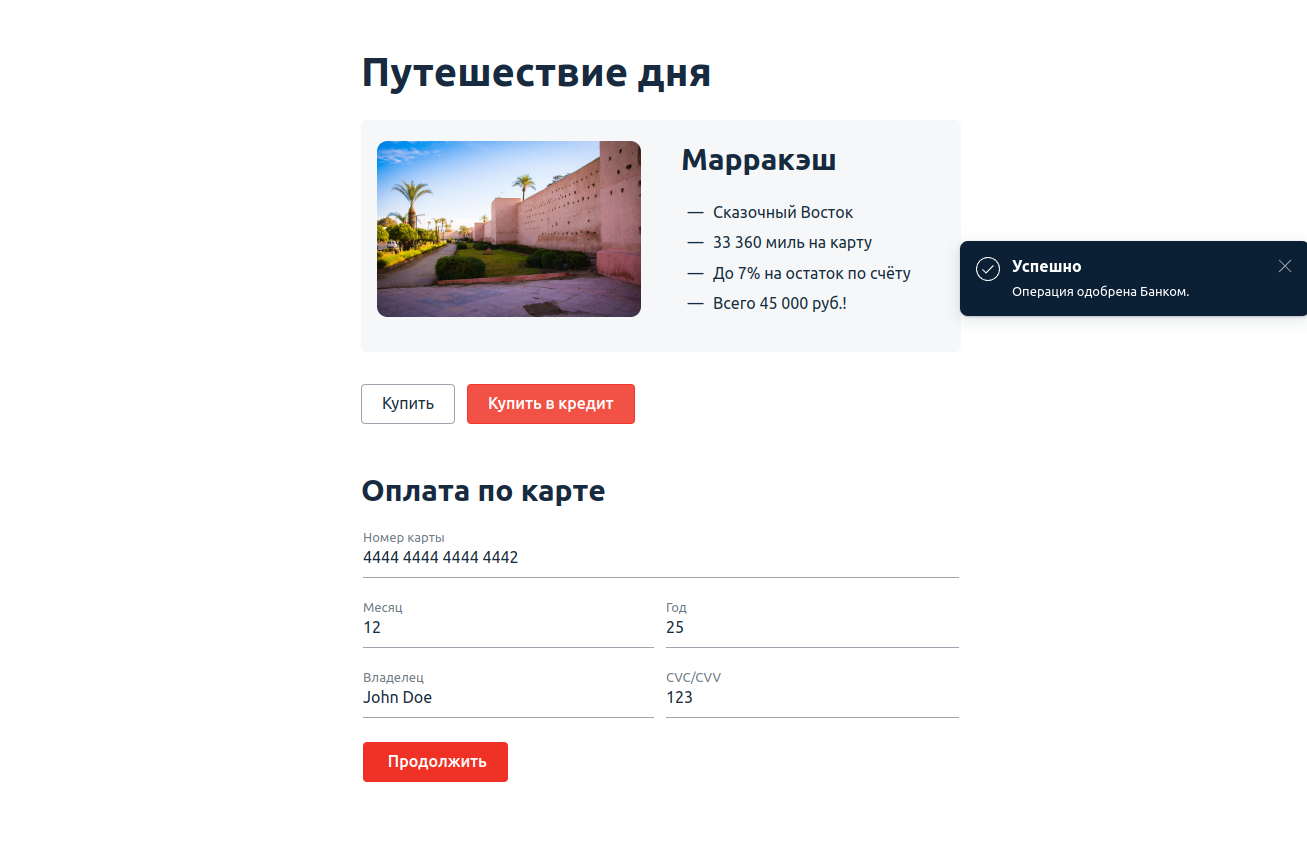 Путешествие дня
Марракэш
— Сказочный Восток
— 33 360 миль на карту
— До 7% на остаток по счёту
— Всего 45 000 руб.!
Успешно
Операция одобрена Банком.
Купить
Купить в кредит
Оплата по карте
Номер карты
4444 4444 4444 4442
Месяц
12
Год
25
Владелец
John Doe
CVC/CVV
123
Продолжить